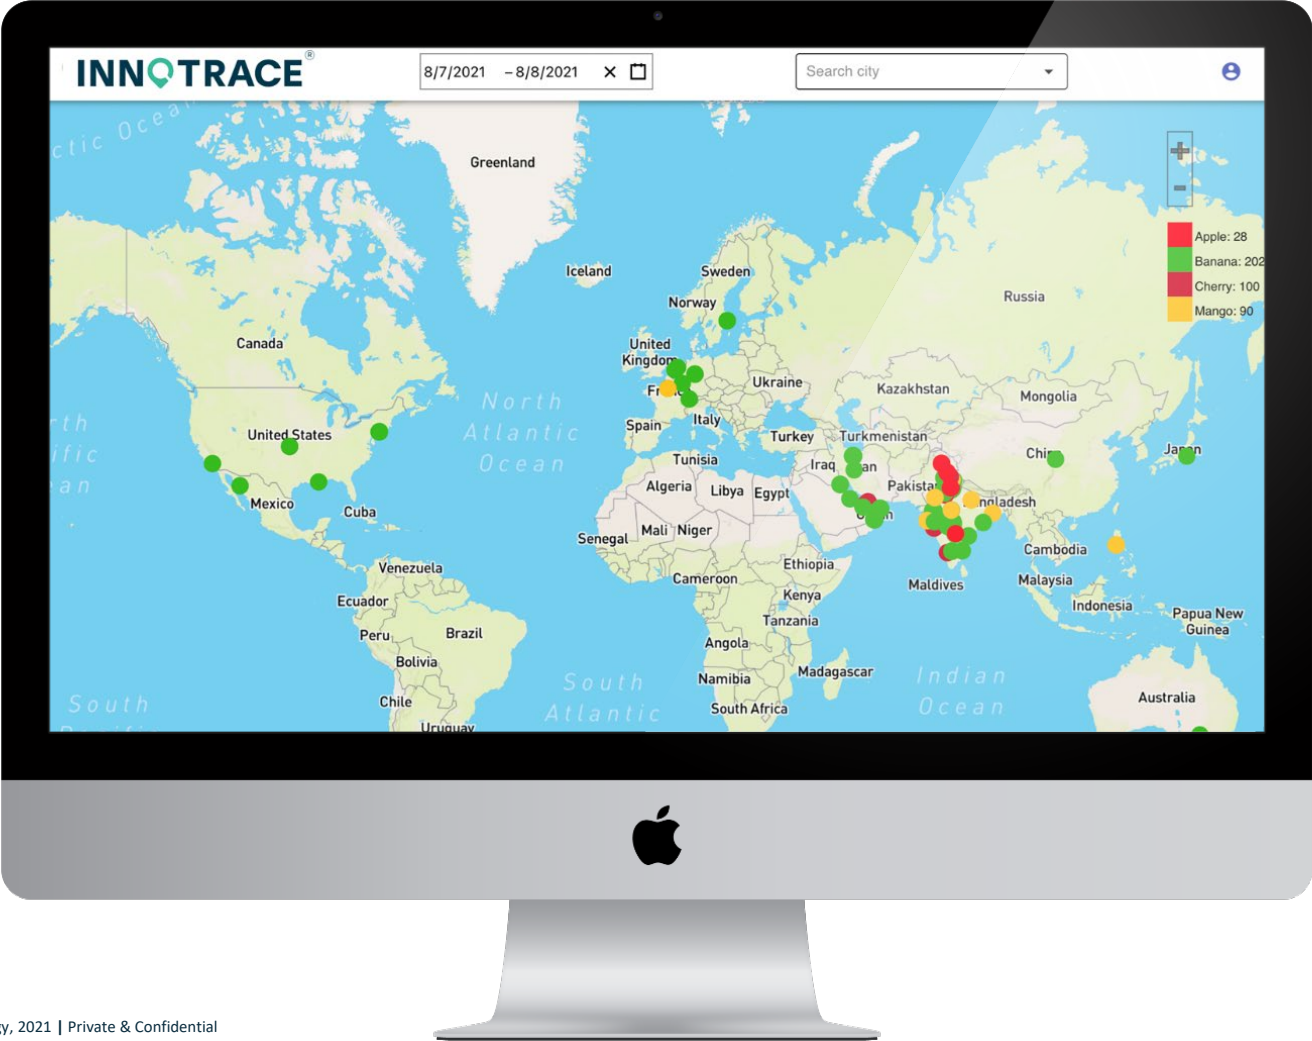 INNOTRACE®
8/7/2021 – 8/8/2021
Search city
Greenland
Iceland
Sweden
Norway
Russia
Apple: 28
Banana: 202
Cherry: 100
Mango: 90
Canada
United
Kingdom
Ukraine
Kazakhstan
Mongolia
North
Atlantic
Ocean
Spain
Italy
Turkey
Turkmenistan
United States
Tunisia
Iraq
Mexico
Algeria
Libya
Egypt
Cuba
Mali
Niger
Senegal
Cambodia
Venezuela
Ethiopia
Cameroon
Maldives
Malaysia
Ecuador
Kenya
Indonesia
Papua New
Guinea
Tanzania
Peru
Brazil
Angola
Bolivia
Madagascar
Namibia
Indian
Ocean
South
Atlantic
South
Chile
South Africa
Australia
Uruguay
gy, 2021 | Private & Confidential